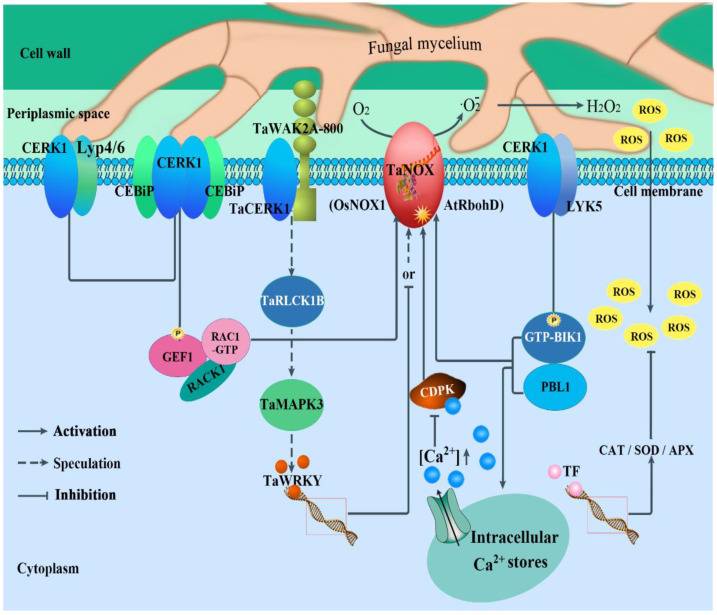 Fungal mycelium
Cell wall
Periplasmic space
TaWAK2A-800
O2
·O2-
H2O2
ROS
ROS
ROS
ROS
CERK1
Lyp4/6
CEBiP
CERK1
CEBiP
TaCERK1
TaNOX
(OsNOX1
AtRbohD)
CERK1
LYK5
Cell membrane
or
TaRLCK1B
ROS
ROS
ROS
ROS
ROS
P
GEF1
RAC1
-GTP
RACK1
P
GTP-BIK1
PBL1
CDPK
TaMAPK3
[Ca2+]
CAT / SOD / APX
TaWRKY
TF
Activation
Speculation
Inhibition
Intracellular
Ca2+ stores
Cytoplasm